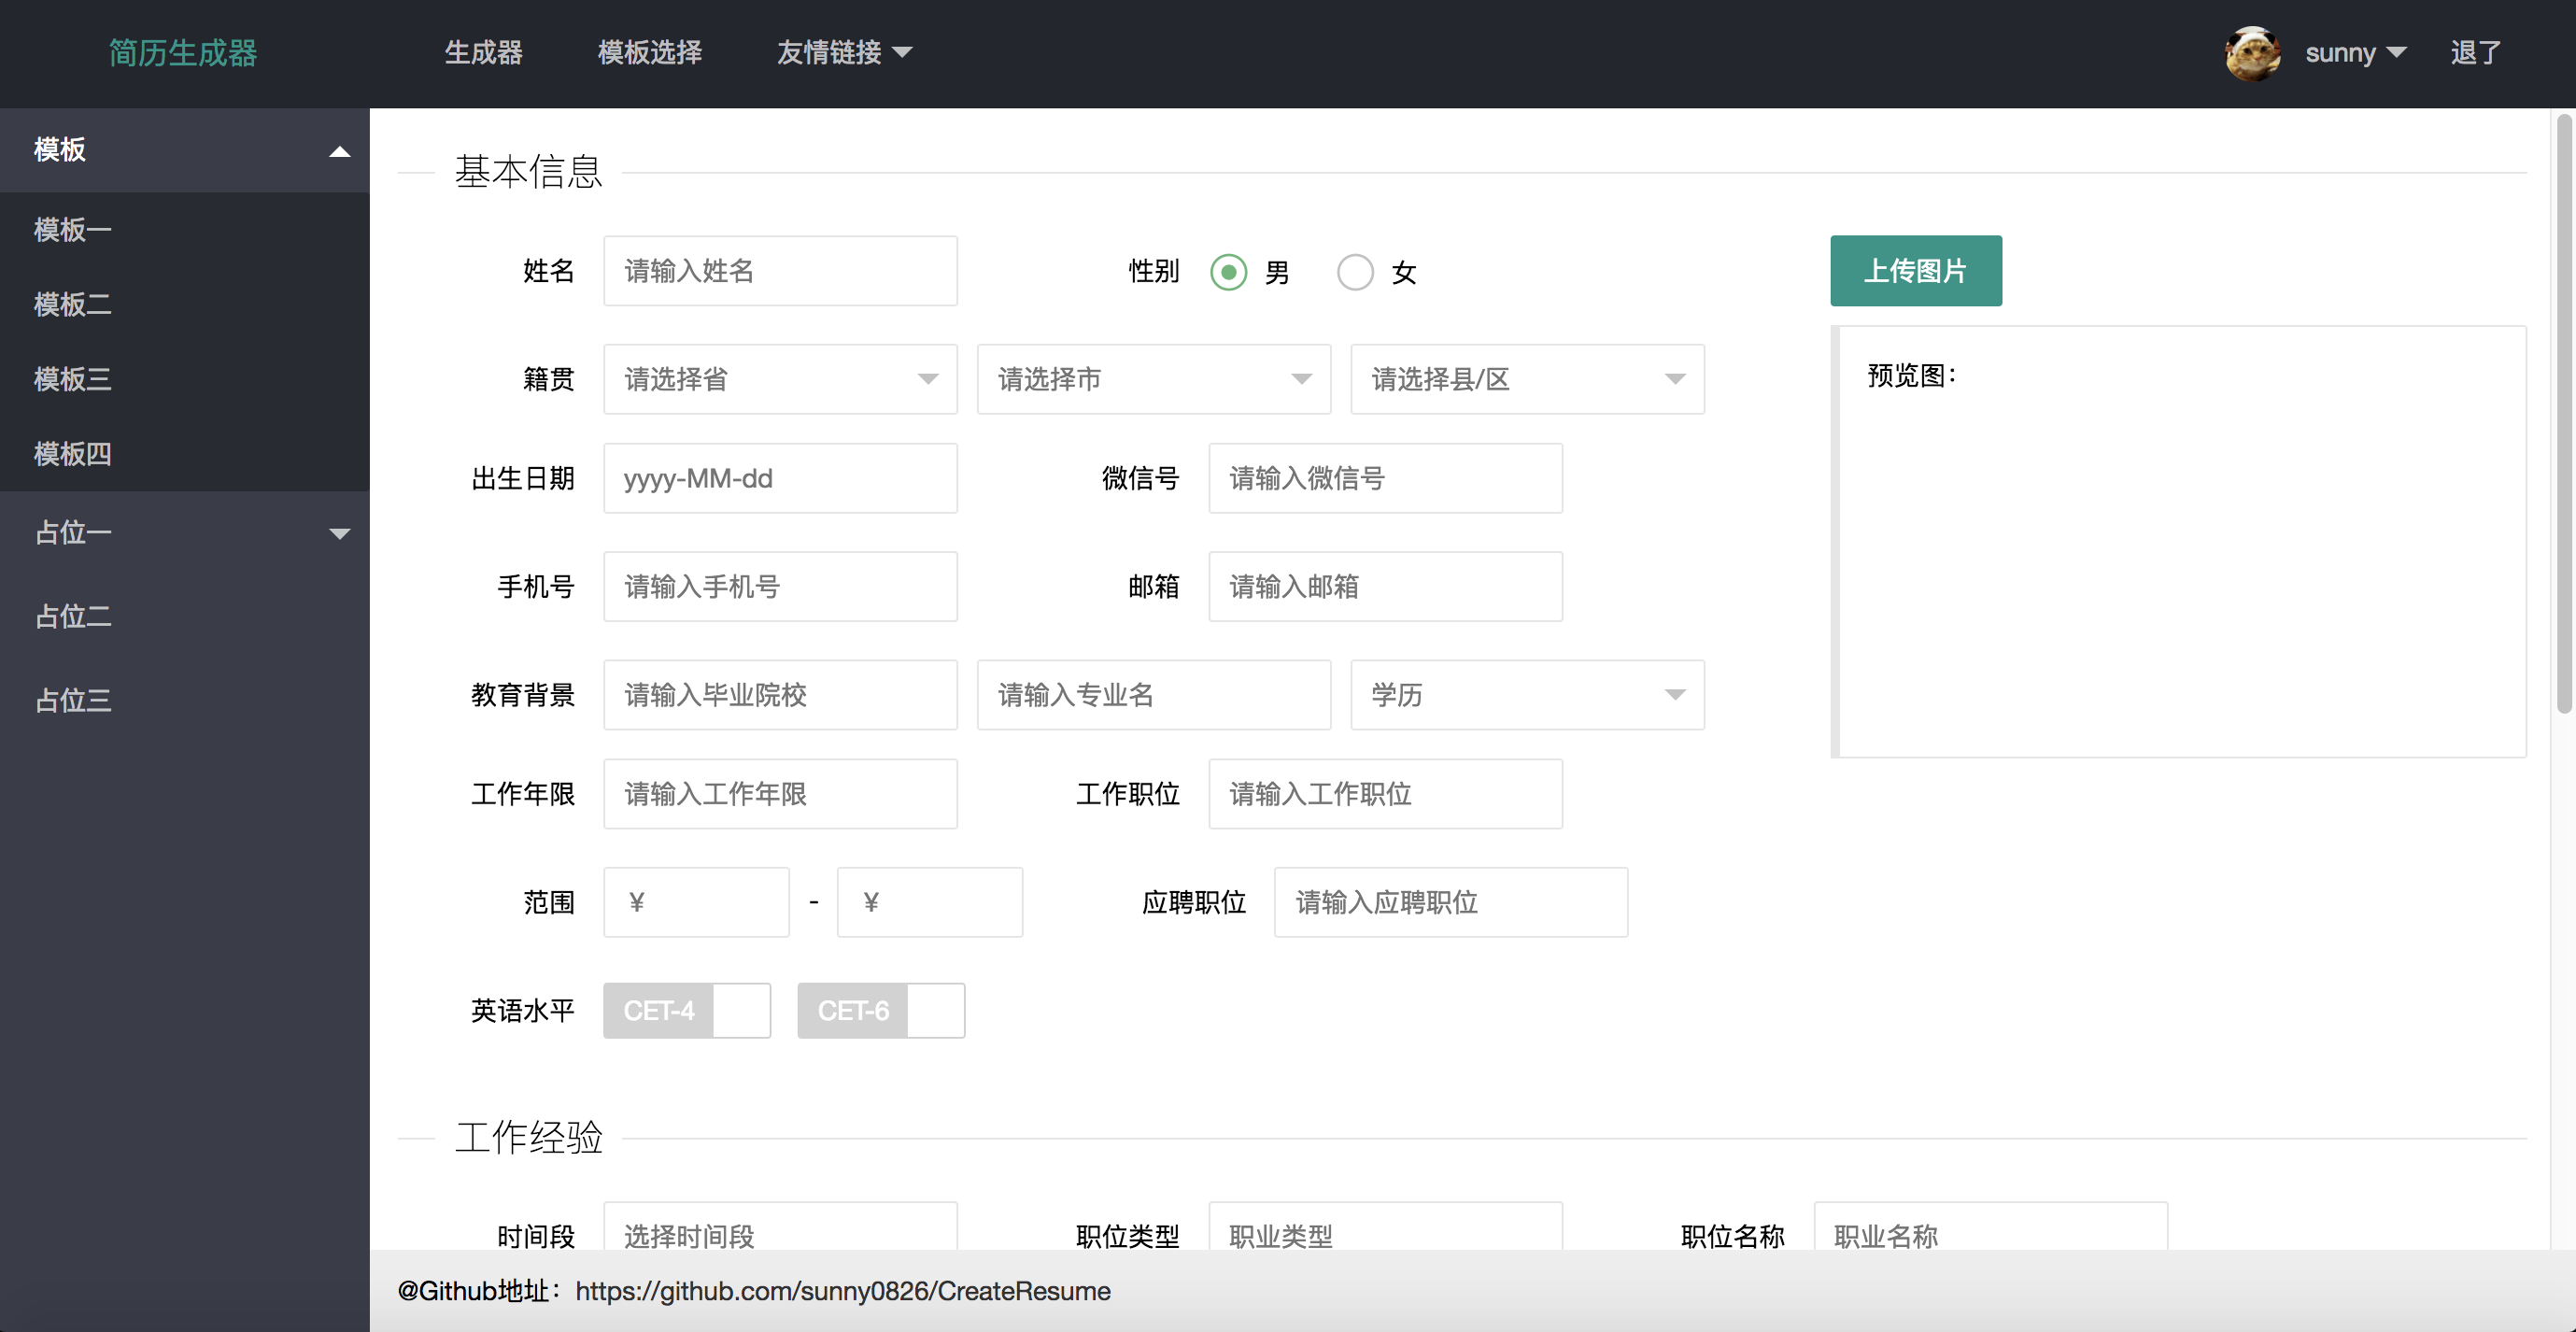 简历生成器 生成器 模板选择 友情链接 sunny 退了
模板
模板一
模板二
模板三
模板四
占位一
占位二
占位三
基本信息
姓名 请输入姓名 性别 男 女 上传图片
籍贯 请选择省 请选择市 请选择县/区 预览图：
出生日期 yyyy-MM-dd 微信号 请输入微信号
手机号 请输入手机号 邮箱 请输入邮箱
教育背景 请输入毕业院校 请输入专业名 学历
工作年限 请输入工作年限 工作职位 请输入工作职位
范围 ￥ - ￥ 应聘职位 请输入应聘职位
英语水平 CET-4 CET-6
工作经验
时间段 选择时间段 职位类型 职业类型 职位名称 职业名称
@Github地址：https://github.com/sunny0826/CreateResume